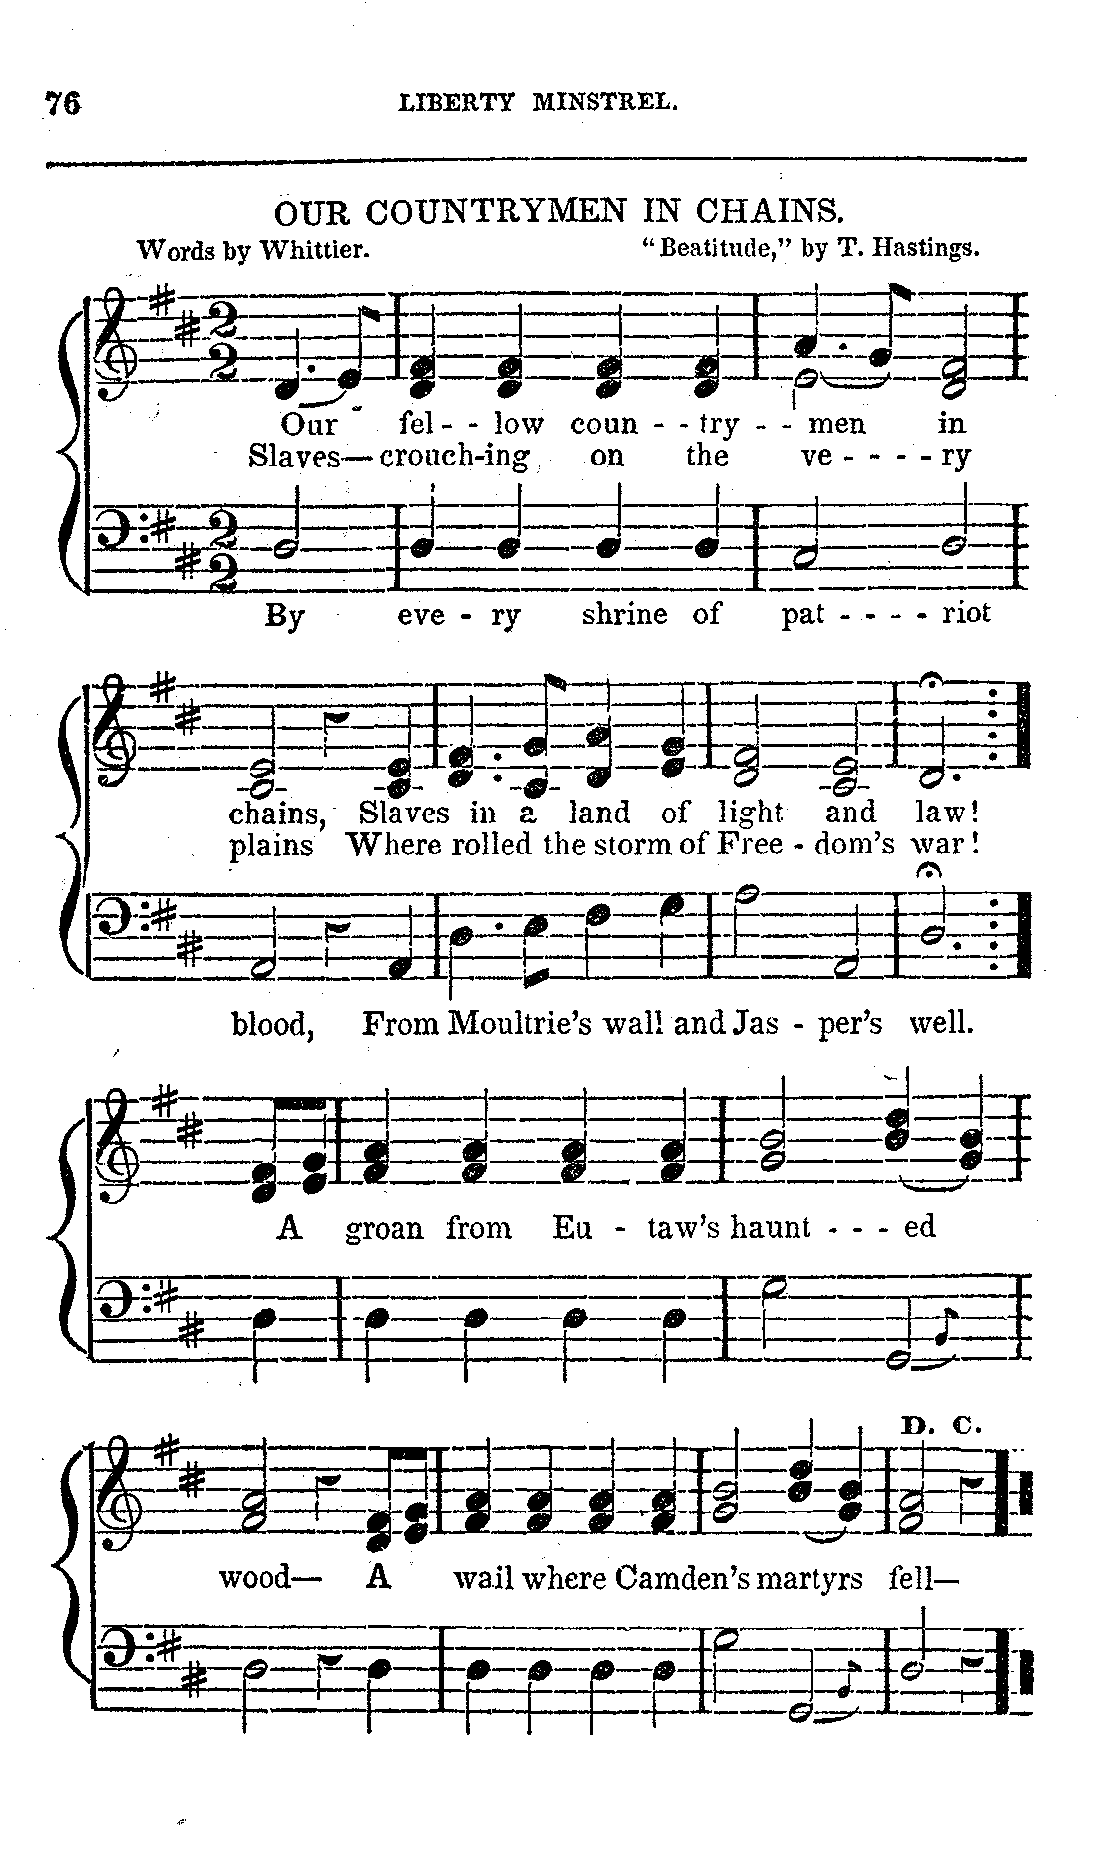 76 LIBERTY MINSTREL.
OUR COUNTRYMEN IN CHAINS.
Words by Whittier. "Beatitude," by T. Hastings.
Our fel - - low coun - - try - - men in
Slaves—crouch-ing on the ve - - - - ry
By eve - ry shrine of pat - - - - riot
chains, Slaves in a land of light and law!
plains Where rolled the storm of Free - dom's war!
blood, From Moultrie's wall and Jas - per's well.
A groan from Eu - taw's haunt - - - ed
D. C.
wood— A wail where Camden's martyrs fell—